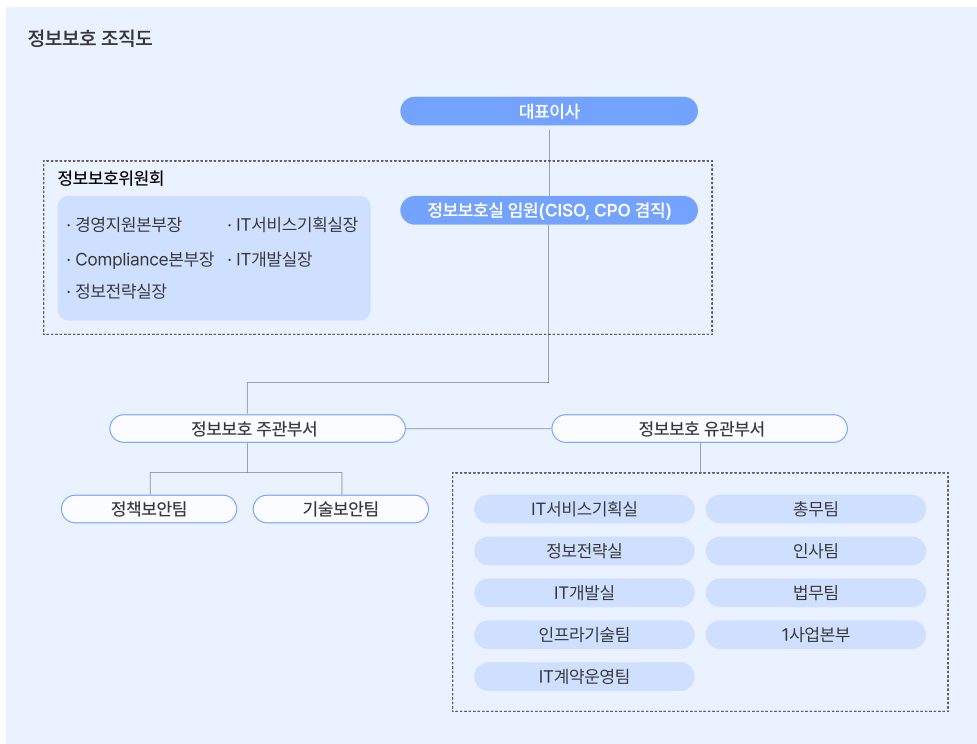 정보보호 조직도
대표이사
정보보호위원회
정보보호실 임원(CISO, CPO 겸직)
· 경영지원본부장
· IT서비스기획실장
· Compliance본부장
· IT개발실장
· 정보전략실장
정보보호 주관부서
정보보호 유관부서
정책보안팀
기술보안팀
IT서비스기획실
총무팀
정보전략실
인사팀
IT개발실
법무팀
인프라기술팀
1사업본부
IT계약운영팀